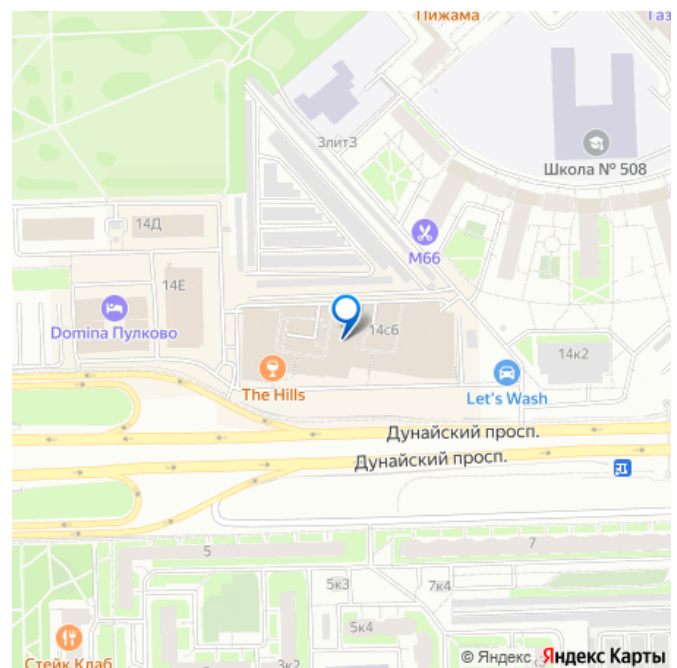 Пижама
Газ
3литЗ
Школа № 508
14Д
М66
14Е
Domina Пулково
14с6
14к2
The Hills
Let's Wash
Дунайский просп.
Дунайский просп.
5
7
5к3
7к4
5к4
Стейк Клаб
3к2
© Яндекс Яндекс Карты